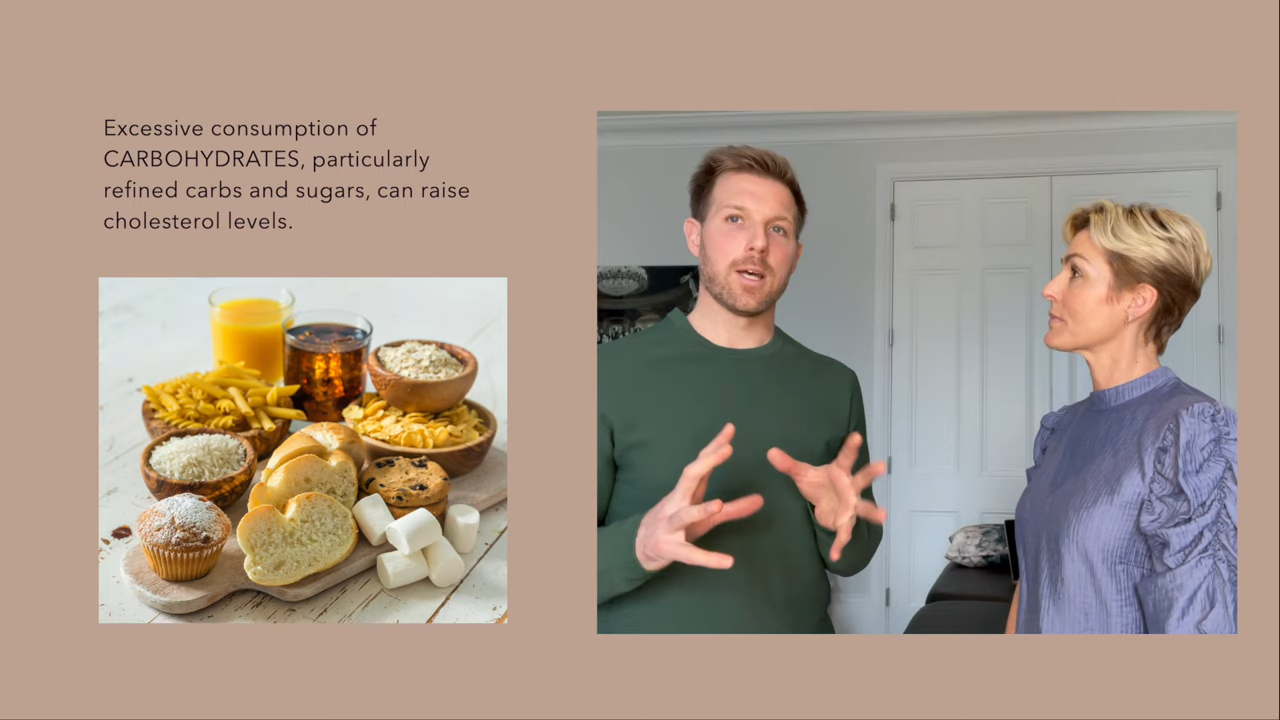 Excessive consumption of
CARBOHYDRATES, particularly
refined carbs and sugars, can raise
cholesterol levels.